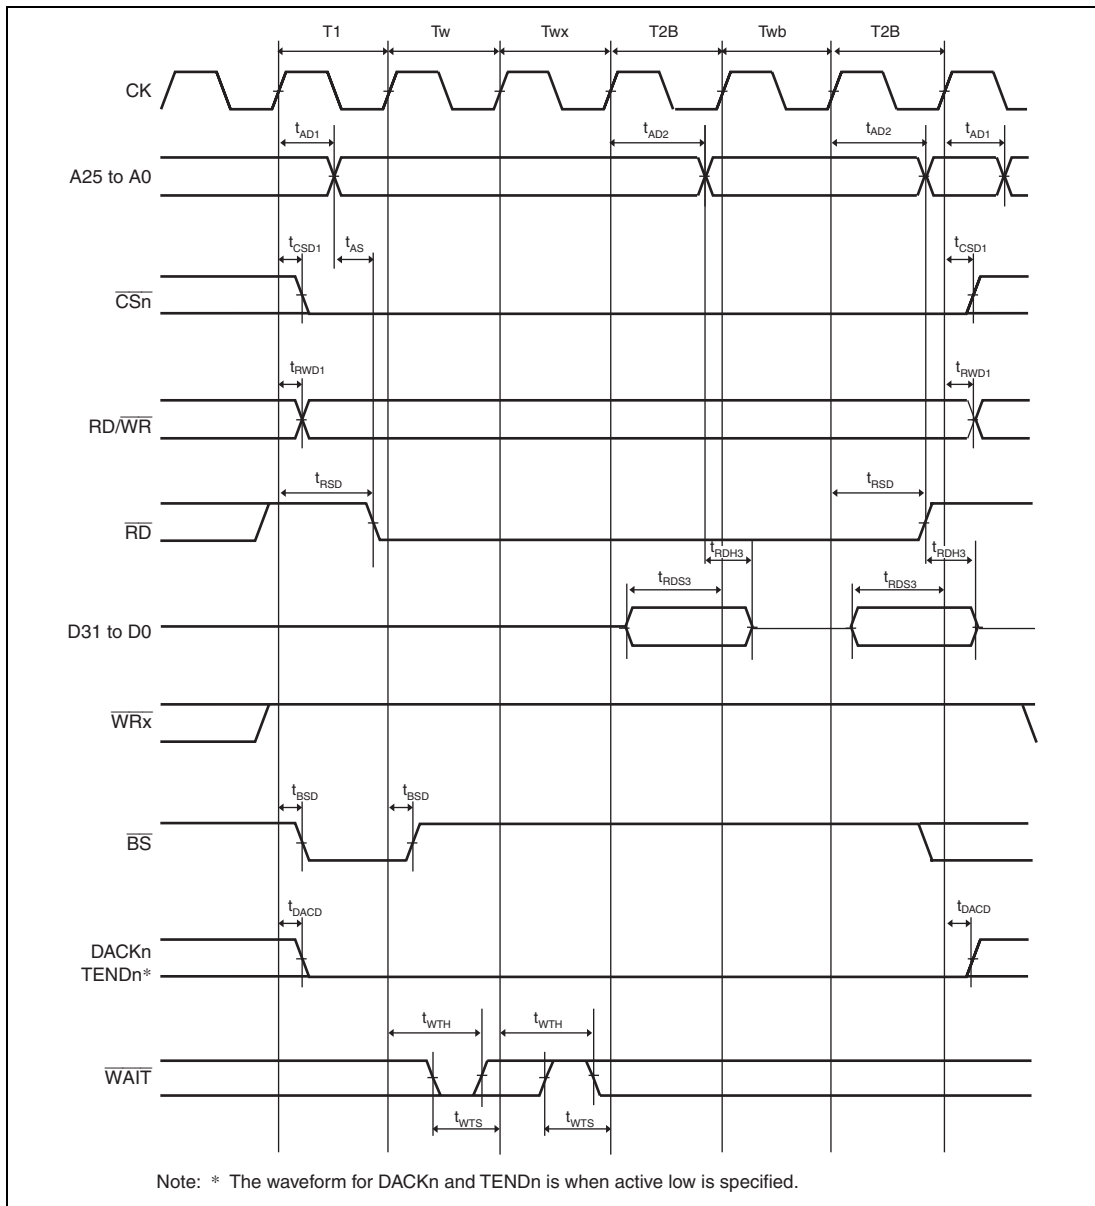 T1 Tw Twx T2B Twb T2B
CK
tAD1 tAD2 tAD2 tAD1
A25 to A0
tCSD1 tAS tCSD1
CSn
tRWD1 tRWD1
RD/WR
tRSD tRSD
RD
tRDH3 tRDH3
tRDS3 tRDS3
D31 to D0
WRx
tBSD tBSD
BS
tDACD tDACD
DACKn
TENDn*
tWTH tWTH
WAIT
tWTS tWTS
Note: * The waveform for DACKn and TENDn is when active low is specified.